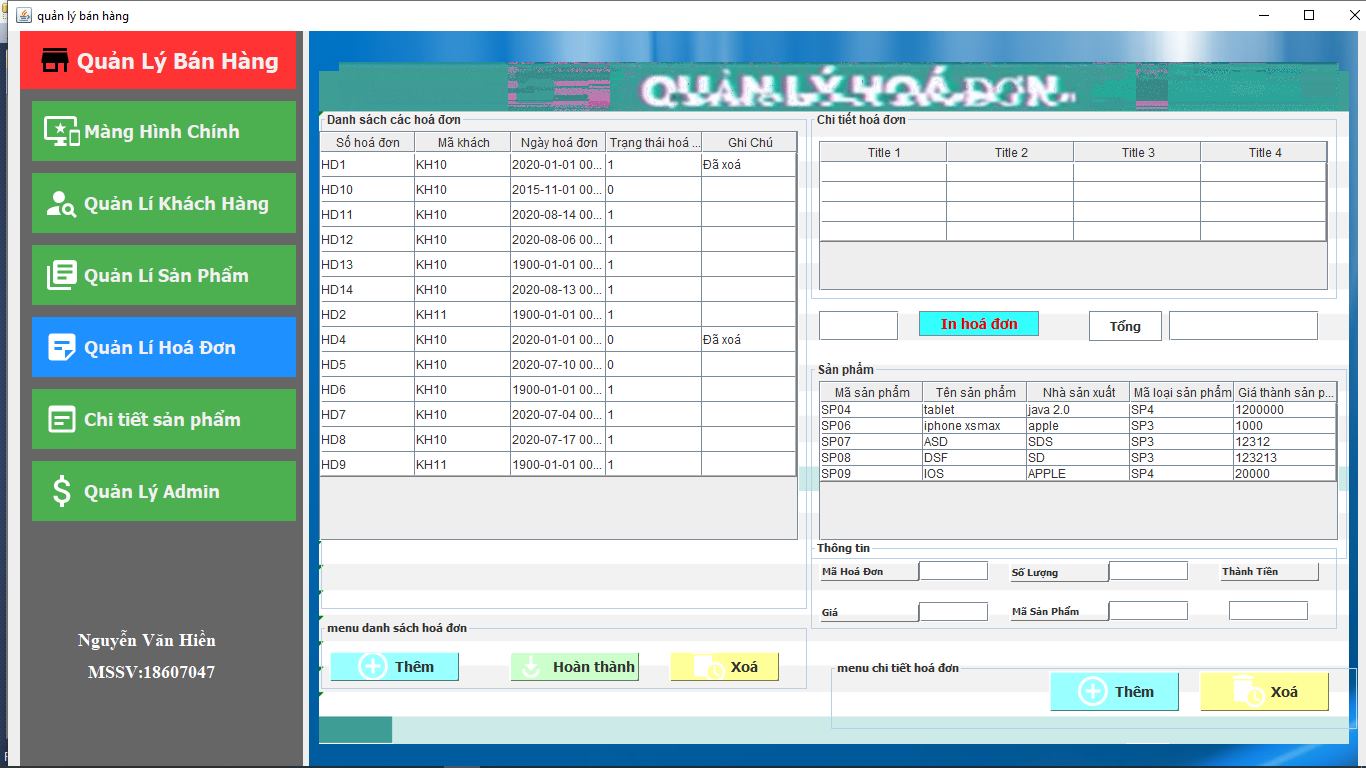 quản lý bán hàng
Quản Lý Bán Hàng
Màng Hình Chính
Quản Lí Khách Hàng
Quản Lí Sản Phẩm
Quản Lí Hoá Đơn
Chi tiết sản phẩm
Quản Lý Admin
Nguyễn Văn Hiền
MSSV:18607047
QUẢN LÝ HOÁ ĐƠN
Danh sách các hoá đơn
Số hoá đơn Mã khách Ngày hoá đơn Trạng thái hoá ... Ghi Chú
HD1 KH10 2020-01-01 00... 1 Đã xoá
HD10 KH10 2015-11-01 00... 0
HD11 KH10 2020-08-14 00... 1
HD12 KH10 2020-08-06 00... 1
HD13 KH10 1900-01-01 00... 1
HD14 KH10 2020-08-13 00... 1
HD2 KH11 1900-01-01 00... 1
HD4 KH10 2020-01-01 00... 0 Đã xoá
HD5 KH10 2020-07-10 00... 0
HD6 KH10 1900-01-01 00... 1
HD7 KH10 2020-07-04 00... 1
HD8 KH10 2020-07-17 00... 1
HD9 KH11 1900-01-01 00... 1
menu danh sách hoá đơn
Thêm Hoàn thành Xoá
Chi tiết hoá đơn
Title 1 Title 2 Title 3 Title 4
In hoá đơn Tổng
Sản phẩm
Mã sản phẩm Tên sản phẩm Nhà sản xuất Mã loại sản phẩm Giá thành sản p...
SP04 tablet java 2.0 SP4 1200000
SP06 iphone xsmax apple SP3 1000
SP07 ASD SDS SP3 12312
SP08 DSF SD SP3 123213
SP09 IOS APPLE SP4 20000
Thông tin
Mã Hoá Đơn Số Lượng Thành Tiền
Giá Mã Sản Phẩm
menu chi tiết hoá đơn
Thêm Xoá